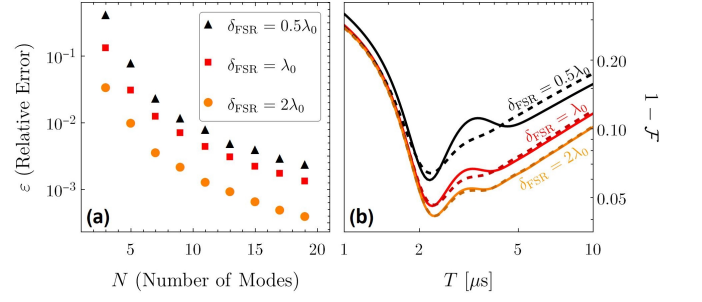 10⁻¹
10⁻²
10⁻³
ε (Relative Error)
δFSR = 0.5λ0
δFSR = λ0
δFSR = 2λ0
(a)
5 10 15 20
N (Number of Modes)
δFSR = 0.5λ0
δFSR = λ0
δFSR = 2λ0
(b)
0.20
0.10
0.05
1 − F
1 2 5 10
T [μs]